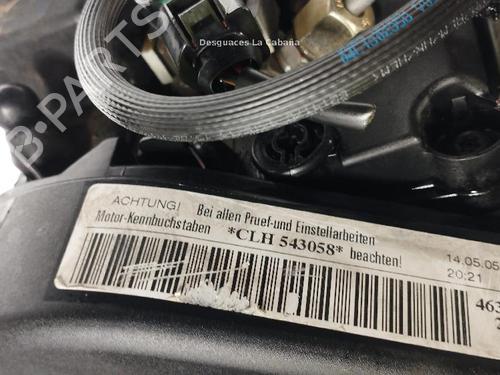 Desguaces La Cabaña
B-PARTS
ACHTUNG! Bei allen Pruef-und Einstellarbeiten
Motor-Kennbuchstaben *CLH 543058* beachten!
14.05.05
20:21